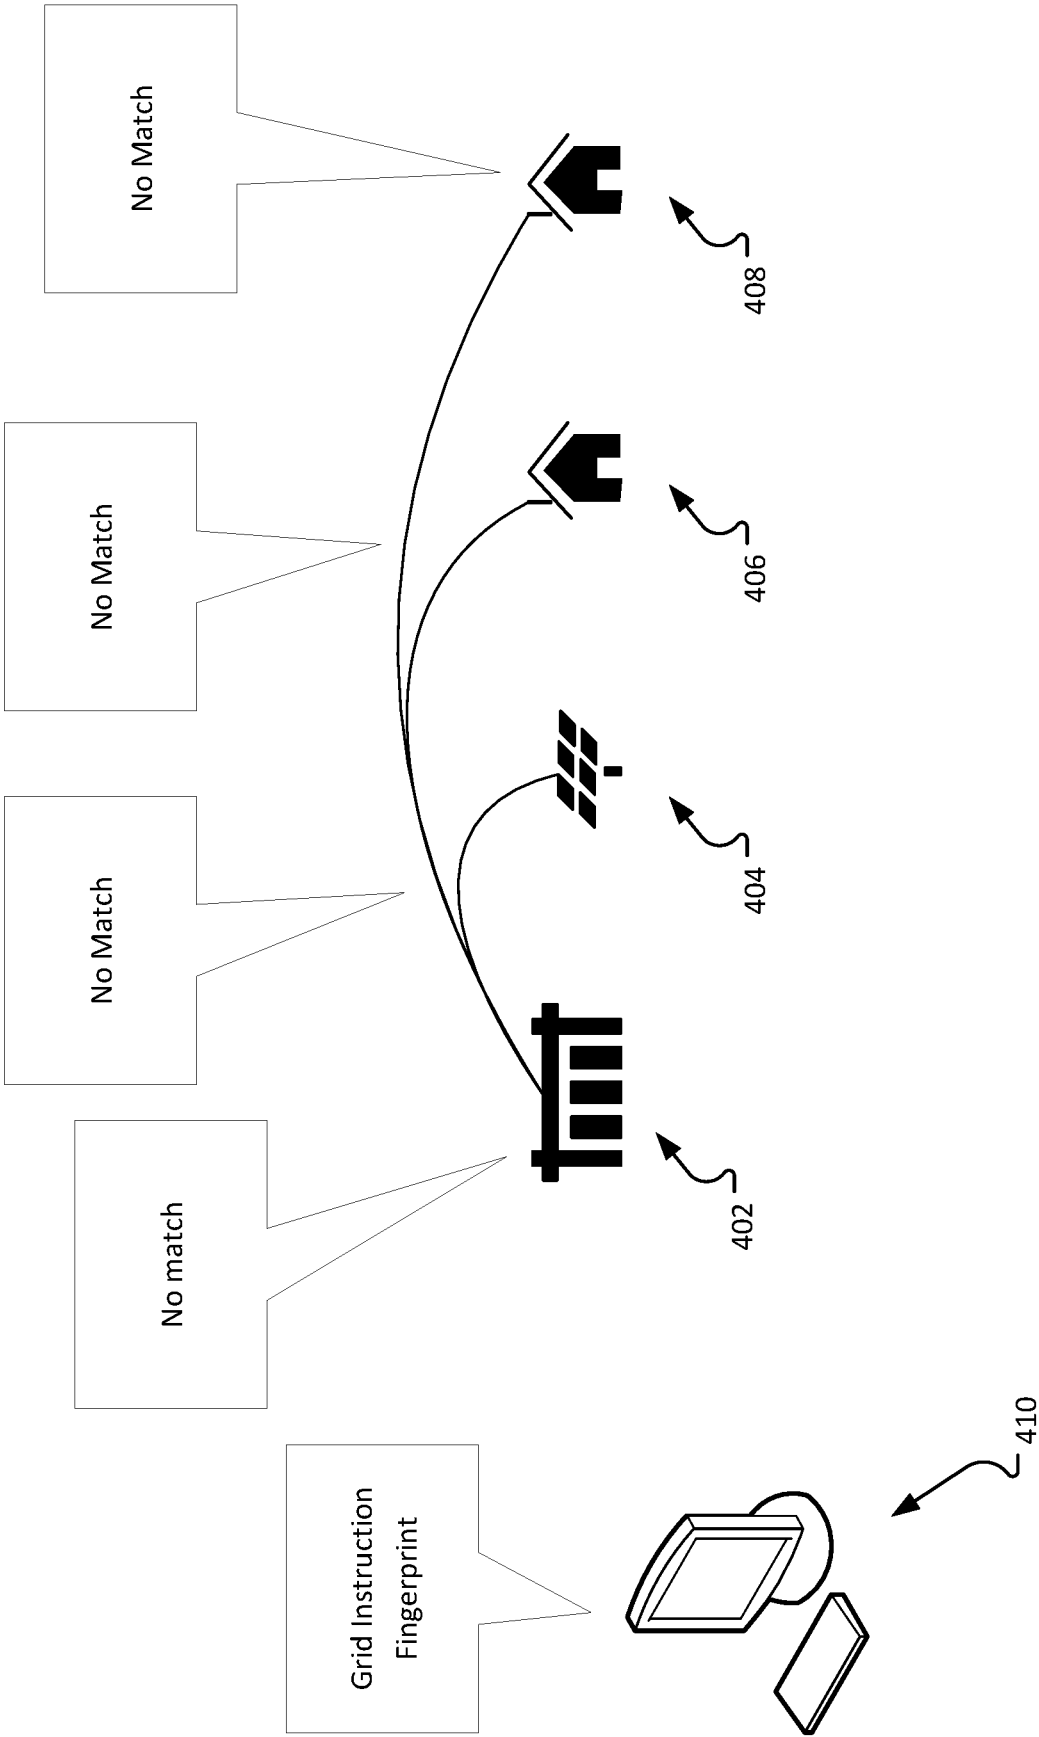 Grid Instruction
Fingerprint
No match
No Match
No Match
No Match
410
402
404
406
408